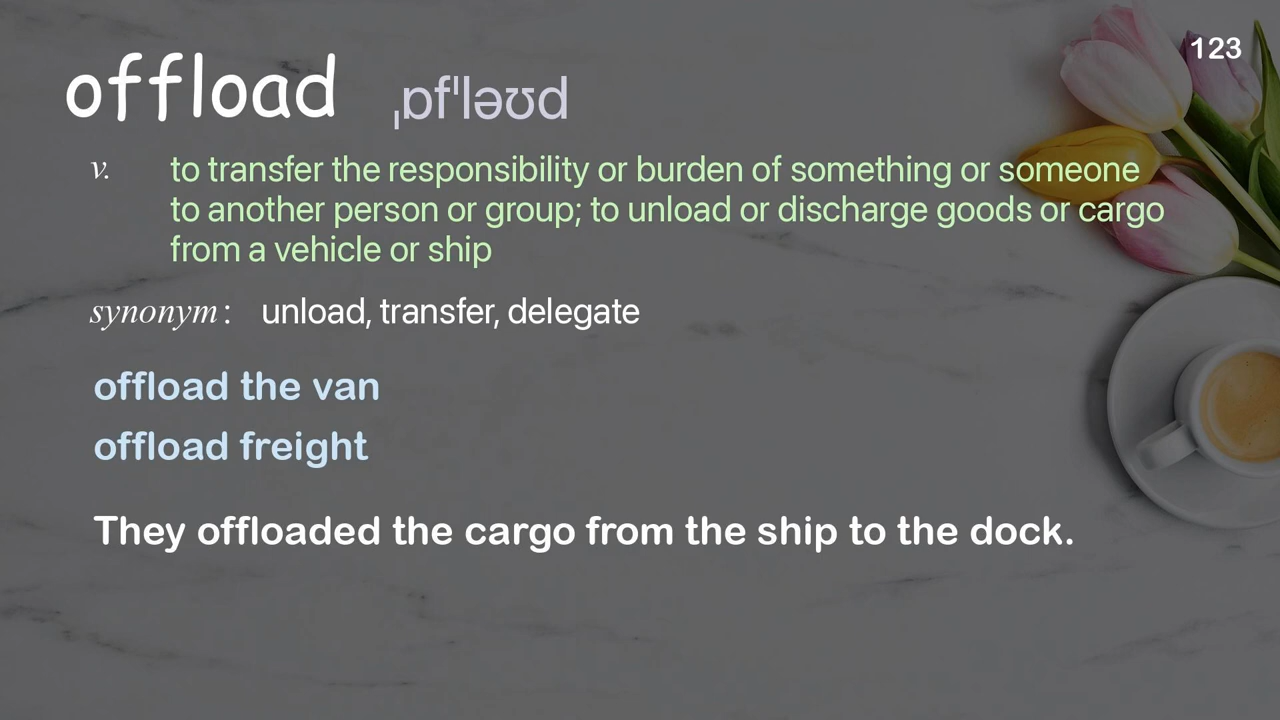 123
offload ˌɒfˈləʊd
v. to transfer the responsibility or burden of something or someone
to another person or group; to unload or discharge goods or cargo
from a vehicle or ship
synonym: unload, transfer, delegate
offload the van
offload freight
They offloaded the cargo from the ship to the dock.